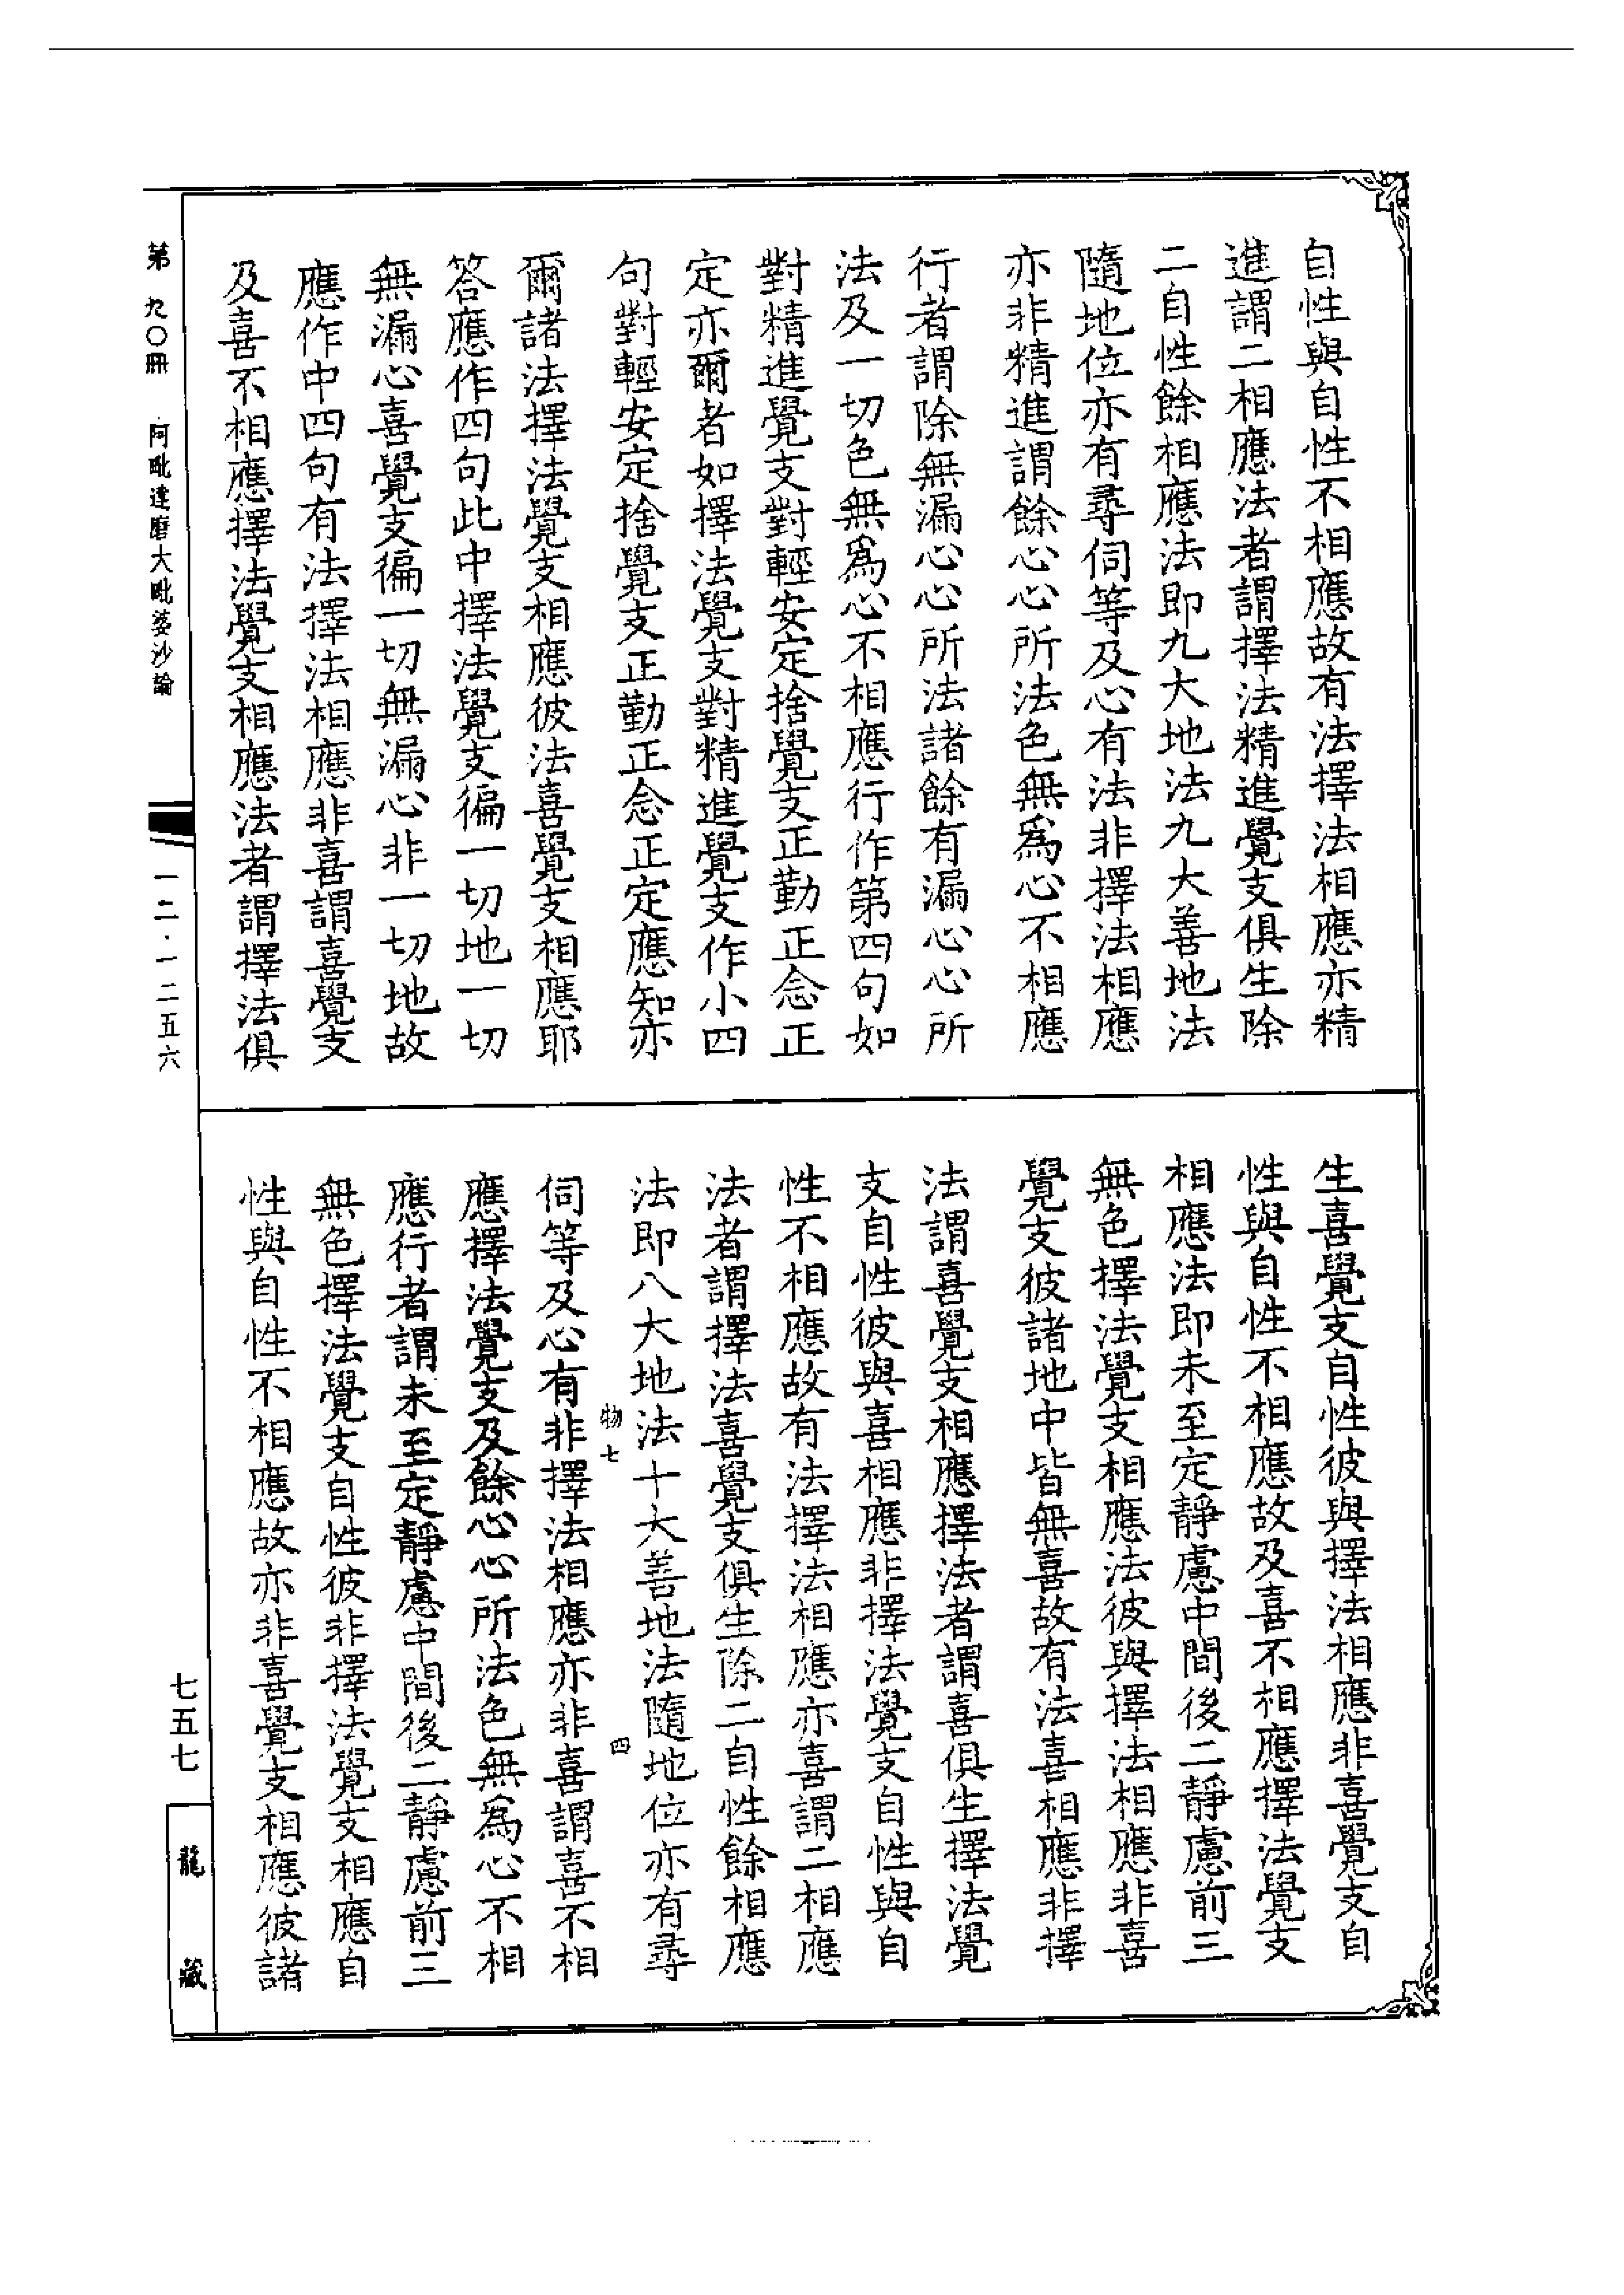 自性與自性不相應故有法擇法相應亦精
進謂二相應法者謂擇法精進覺支俱生除
二自性餘相應法即九大地法九大善地法
隨地位亦有尋伺等及心有法非擇法相應
亦非精進謂餘心心所法色無為心不相應
行者謂除無漏心心所法諸餘有漏心心所
法及一切色無為心不相應行作第四句如
對精進覺支對輕安定捨覺支正勤正念正
定亦爾者如擇法覺支對精進覺支作小四
句對輕安定捨覺支正勤正念正定應知亦
爾諸法擇法覺支相應彼法喜覺支相應耶
答應作四句此中擇法覺支徧一切地一切
無漏心喜覺支徧一切無漏心非一切地故
應作中四句有法擇法相應非喜謂喜覺支
及喜不相應擇法覺支相應法者謂擇法俱
生喜覺支自性彼與擇法相應非喜覺支自
性與自性不相應故及喜不相應擇法覺支
相應法即未至定靜慮中間後二靜慮前三
無色擇法覺支相應法彼與擇法相應非喜
覺支彼諸地中皆無喜故有法喜相應非擇
法謂喜覺支相應擇法者謂喜俱生擇法覺
支自性彼與喜相應非擇法覺支自性與自
性不相應故有法擇法相應亦喜謂二相應
法者謂擇法喜覺支俱生除二自性餘相應
法即八大地法十大善地法隨地位亦有尋
物七 四
伺等及心有非擇法相應亦非喜謂喜不相
應擇法覺支及餘心心所法色無為心不相
應行者謂未至定靜慮中間後二靜慮前三
無色擇法覺支自性彼非擇法覺支相應自
性與自性不相應故亦非喜覺支相應彼諸
第九〇冊 阿毗達磨大毗婆沙論
一二·一二五六
七五七
龍藏